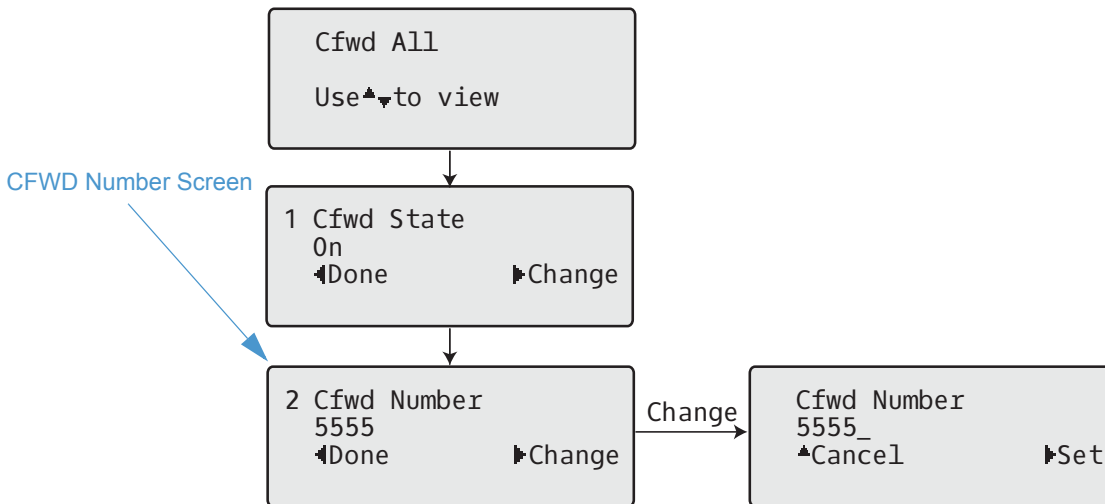 Cfwd All
Use▲▼to view
CFWD Number Screen
1 Cfwd State
On
◀Done ▶Change
2 Cfwd Number
5555
◀Done ▶Change
Change
Cfwd Number
5555_
▲Cancel ▶Set